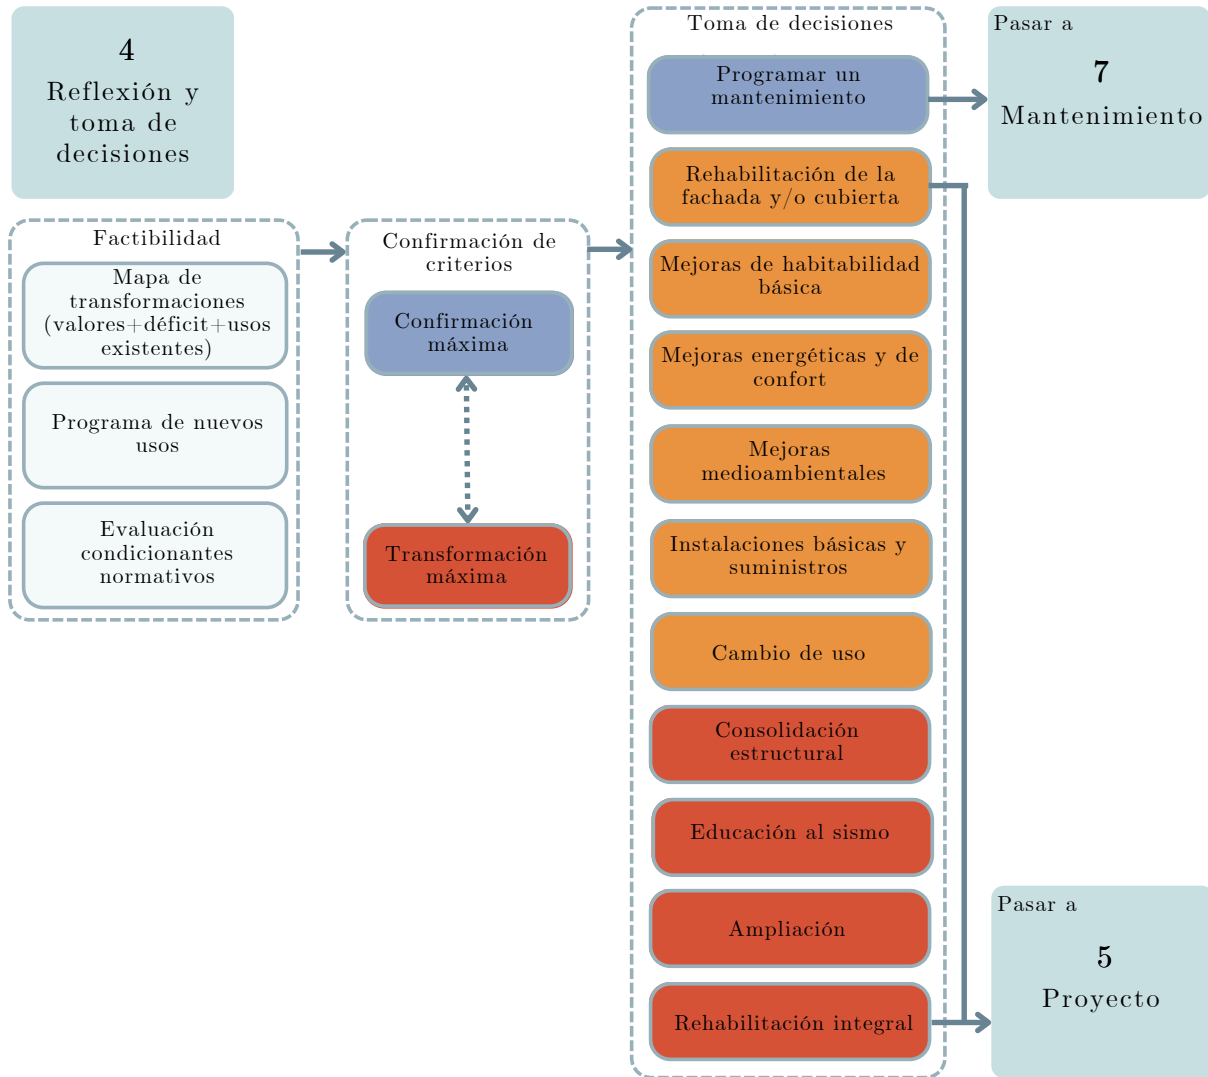 4
Reflexión y
toma de
decisiones
Factibilidad
Mapa de
transformaciones
(valores+déficit+usos
existentes)
Programa de nuevos
usos
Evaluación
condicionantes
normativos
Confirmación de
criterios
Confirmación
máxima
Transformación
máxima
Toma de decisiones
Programar un
mantenimiento
Rehabilitación de la
fachada y/o cubierta
Mejoras de habitabilidad
básica
Mejoras energéticas y de
confort
Mejoras
medioambientales
Instalaciones básicas y
suministros
Cambio de uso
Consolidación
estructural
Educación al sismo
Ampliación
Rehabilitación integral
Pasar a
7
Mantenimiento
Pasar a
5
Proyecto